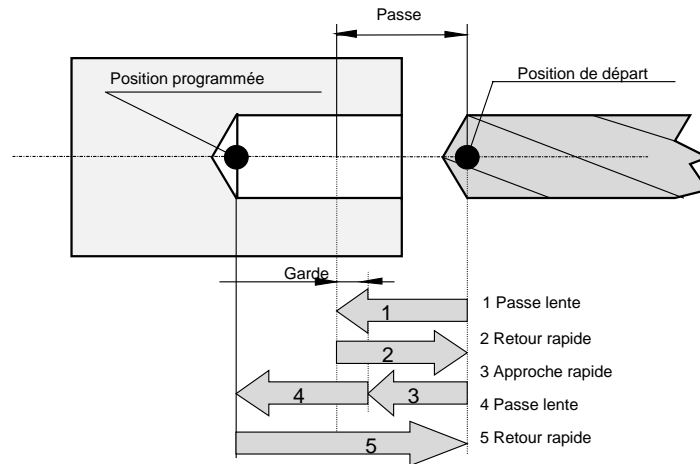 Passe
Position programmée
Position de départ
Garde
1
1 Passe lente
2
2 Retour rapide
3 Approche rapide
4
3
4 Passe lente
5
5 Retour rapide